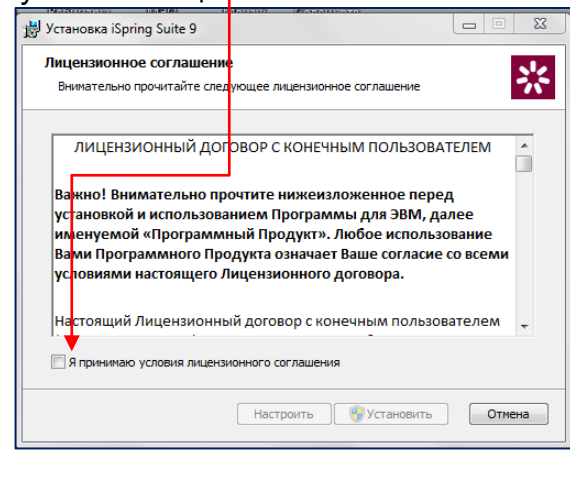 Установка iSpring Suite 9
Лицензионное соглашение
Внимательно прочитайте следующее лицензионное соглашение
ЛИЦЕНЗИОННЫЙ ДОГОВОР С КОНЕЧНЫМ ПОЛЬЗОВАТЕЛЕМ
Важно! Внимательно прочтите нижеизложенное перед
установкой и использованием Программы для ЭВМ, далее
именуемой «Программный Продукт». Любое использование
Вами Программного Продукта означает Ваше согласие со всеми
условиями настоящего Лицензионного договора.
Настоящий Лицензионный договор с конечным пользователем
Я принимаю условия лицензионного соглашения
Настроить
Установить
Отмена